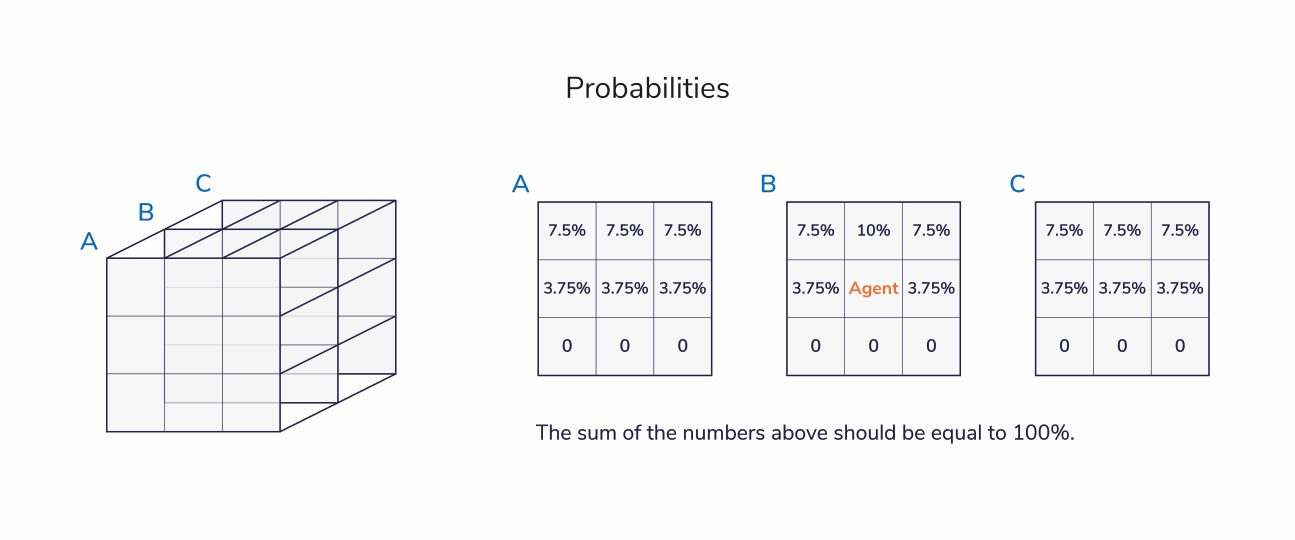 Probabilities
C
B
A
A
7.5% 7.5% 7.5%
3.75% 3.75% 3.75%
0 0 0
B
7.5% 10% 7.5%
3.75% Agent 3.75%
0 0 0
C
7.5% 7.5% 7.5%
3.75% 3.75% 3.75%
0 0 0
The sum of the numbers above should be equal to 100%.